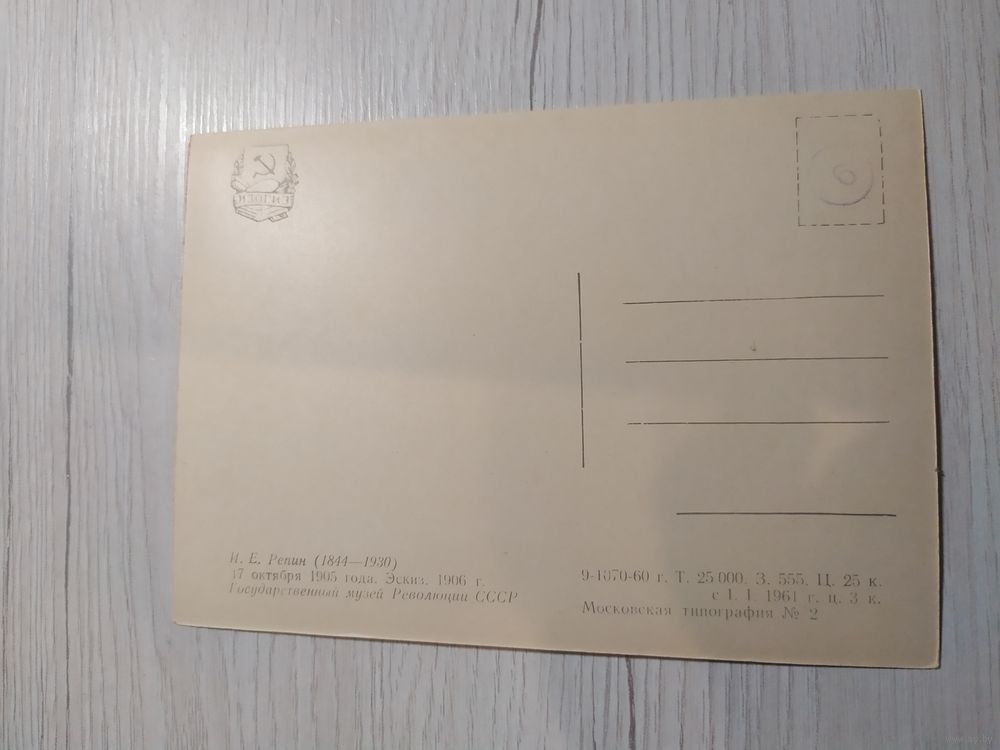 6
И. Е. Репин (1844—1930)
17 октября 1905 года. Эскиз. 1906 г.
Государственный музей Революции СССР
9-1070-60 г. Т. 25 000. З. 555. Ц. 25 к.
с 1. I. 1961 г. ц. 3 к.
Московская типография № 2